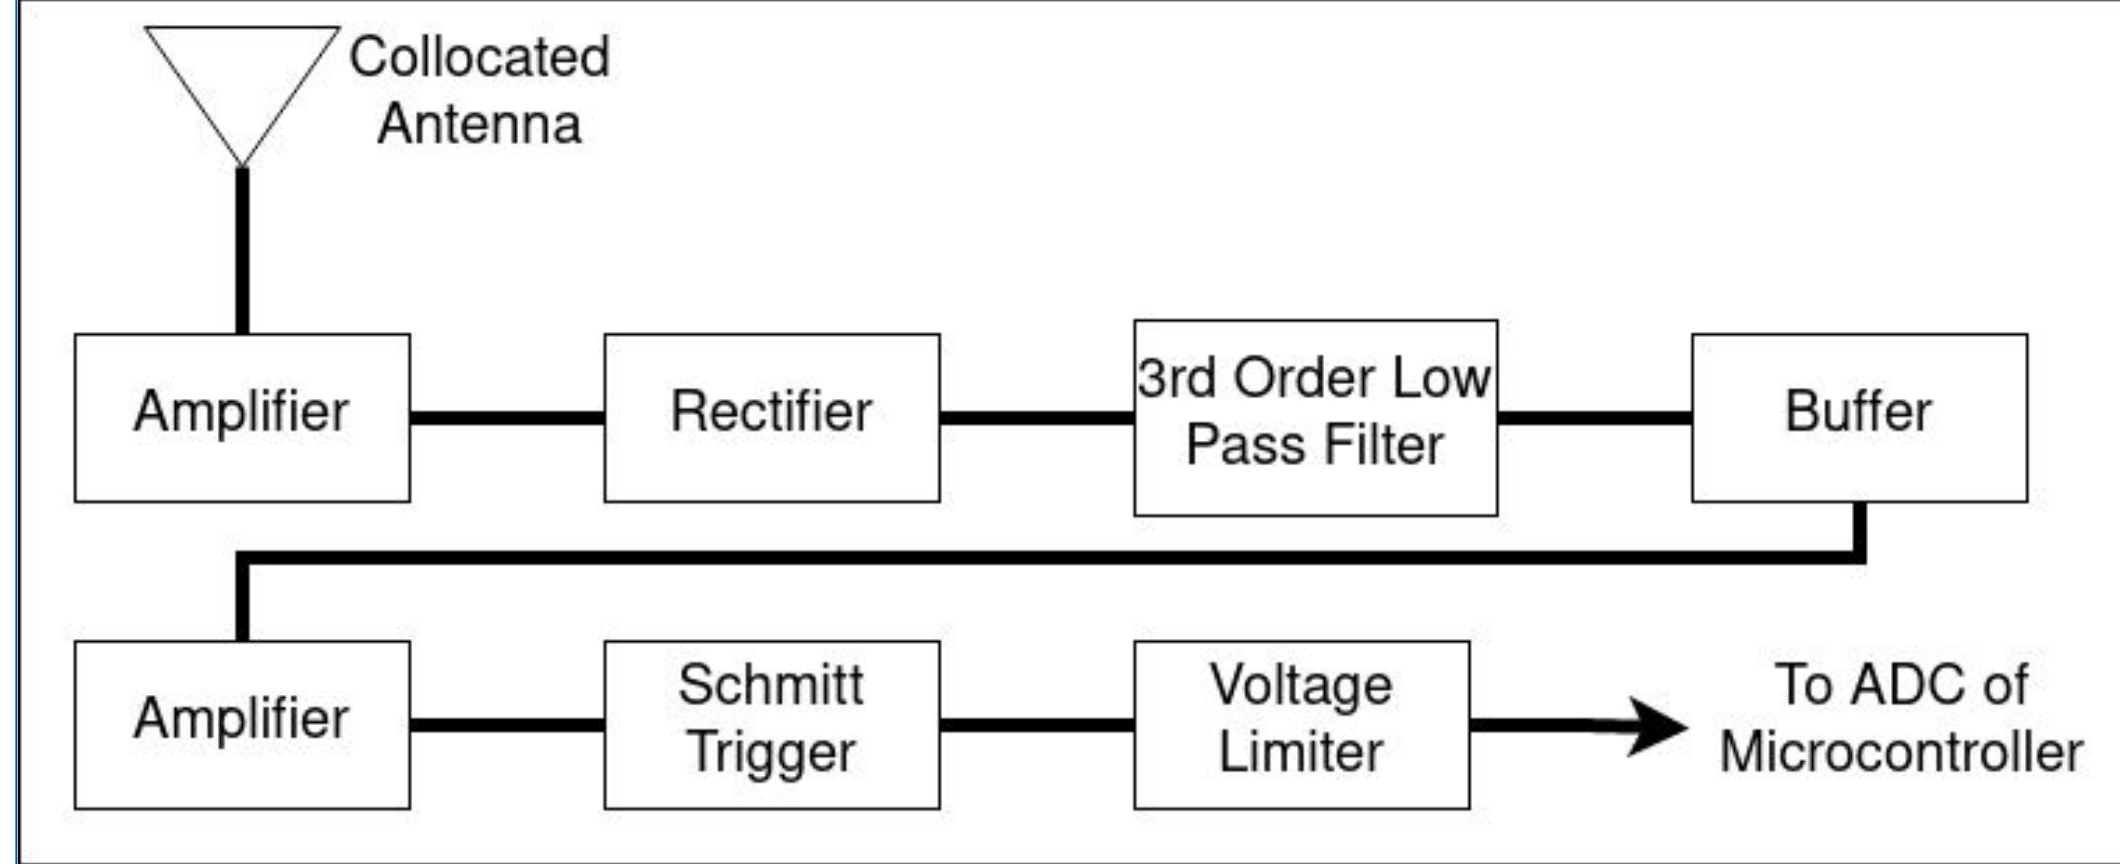 Collocated
Antenna
Amplifier
Rectifier
3rd Order Low
Pass Filter
Buffer
Amplifier
Schmitt
Trigger
Voltage
Limiter
To ADC of
Microcontroller